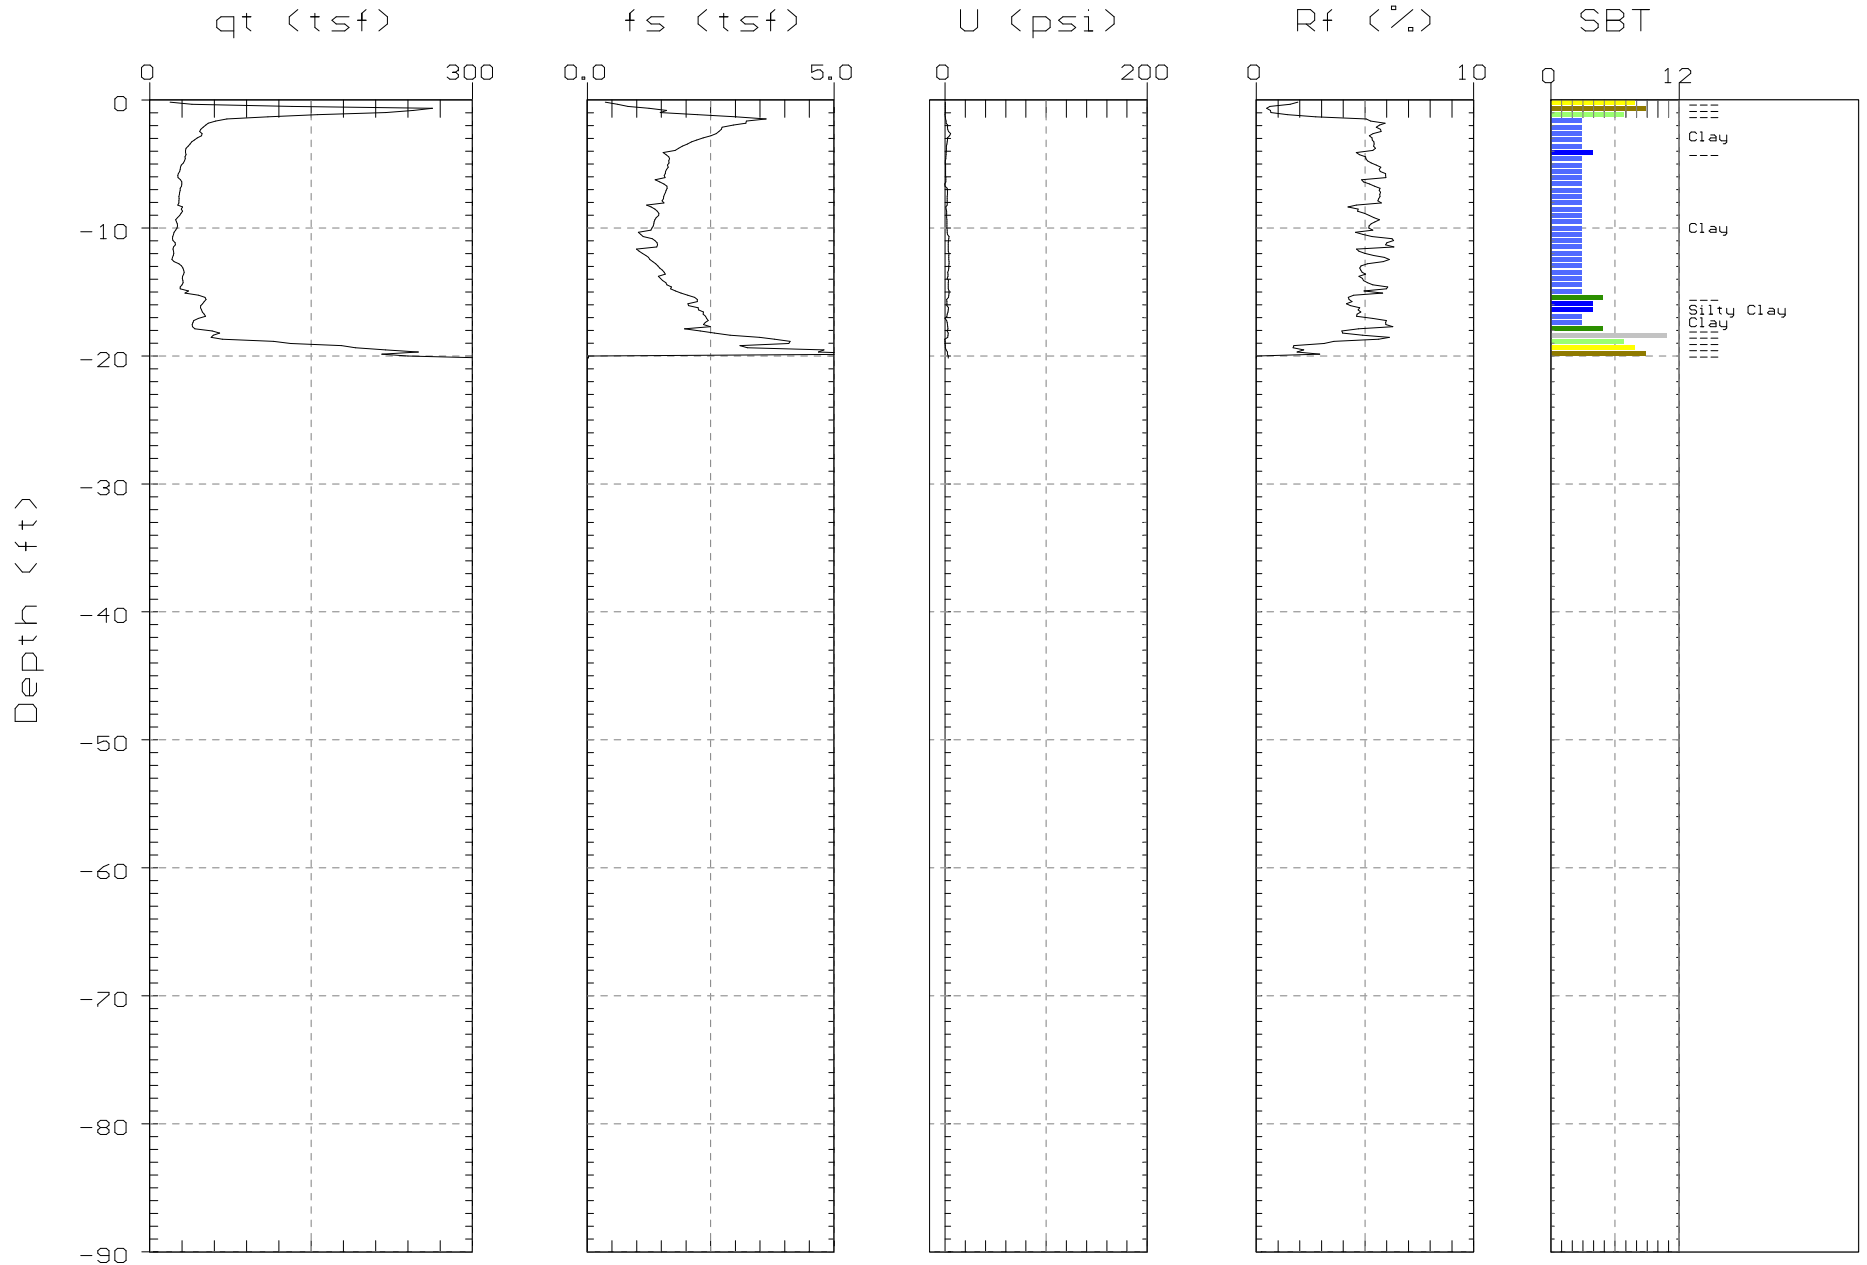 qt (tsf) fs (tsf) U (psi) Rf (%) SBT
0 300 0.0 5.0 0 200 0 10 0 12
0
---
---
---
Clay
---
-10
Clay
---
Silty Clay
Clay
---
---
---
---
---
-20
-30
-40
-50
-60
-70
-80
-90
Depth (ft)